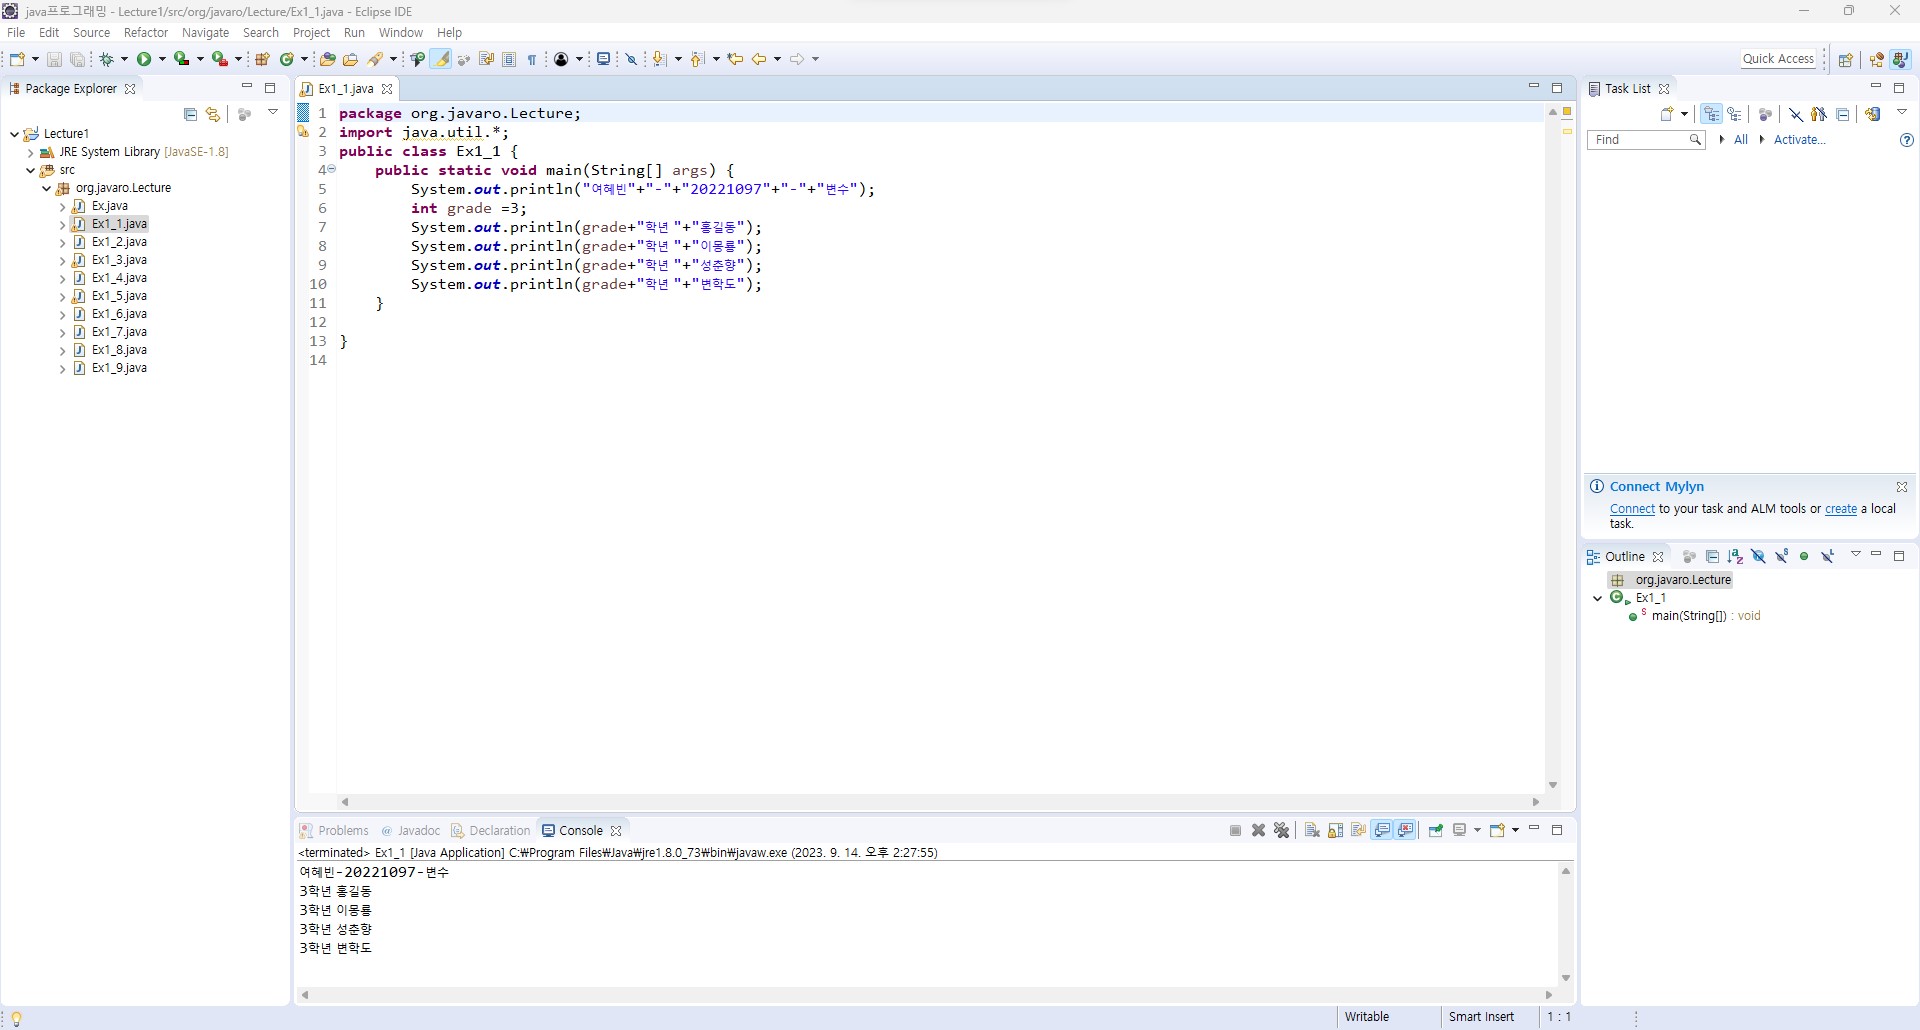 java프로그래밍 - Lecture1/src/org/javaro/Lecture/Ex1_1.java - Eclipse IDE
File Edit Source Refactor Navigate Search Project Run Window Help
Quick Access
Package Explorer
Lecture1
JRE System Library [JavaSE-1.8]
src
org.javaro.Lecture
Ex.java
Ex1_1.java
Ex1_2.java
Ex1_3.java
Ex1_4.java
Ex1_5.java
Ex1_6.java
Ex1_7.java
Ex1_8.java
Ex1_9.java
Ex1_1.java
1 package org.javaro.Lecture;
2 import java.util.*;
3 public class Ex1_1 {
4 public static void main(String[] args) {
5 System.out.println("여혜빈"+"-"+"20221097"+"-"+"변수");
6 int grade =3;
7 System.out.println(grade+"학년 "+"홍길동");
8 System.out.println(grade+"학년 "+"이몽룡");
9 System.out.println(grade+"학년 "+"성춘향");
10 System.out.println(grade+"학년 "+"변학도");
11 }
12
13 }
14
Problems @ Javadoc Declaration Console
<terminated> Ex1_1 [Java Application] C:₩Program Files₩Java₩jre1.8.0_73₩bin₩javaw.exe (2023. 9. 14. 오후 2:27:55)
여혜빈-20221097-변수
3학년 홍길동
3학년 이몽룡
3학년 성춘향
3학년 변학도
Task List
Find All Activate...
Connect Mylyn
Connect to your task and ALM tools or create a local
task.
Outline
org.javaro.Lecture
Ex1_1
main(String[]) : void
Writable Smart Insert 1 : 1